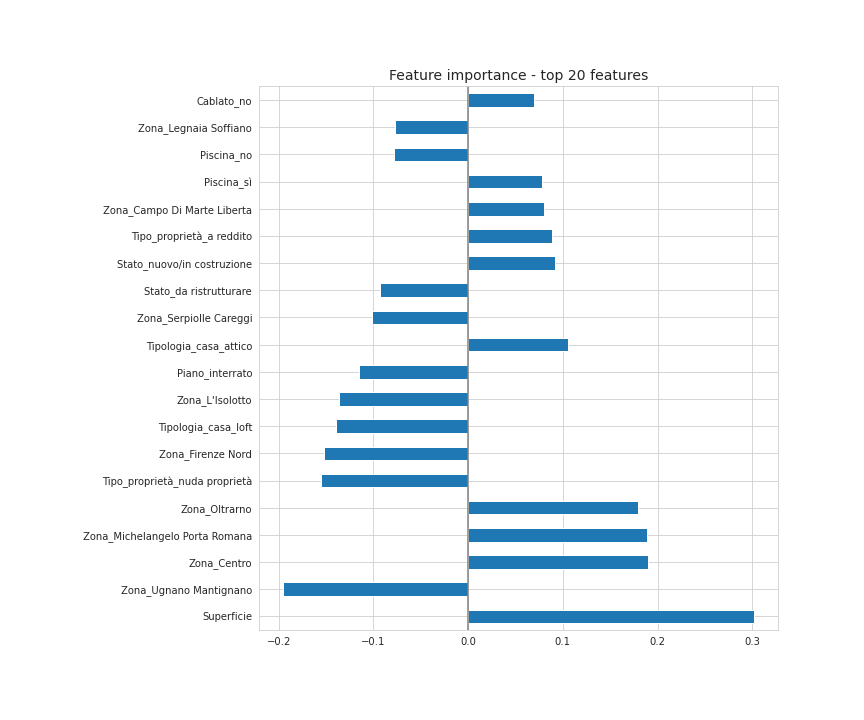 Feature importance - top 20 features
Cablato_no
Zona_Legnaia Soffiano
Piscina_no
Piscina_sì
Zona_Campo Di Marte Liberta
Tipo_proprietà_a reddito
Stato_nuovo/in costruzione
Stato_da ristrutturare
Zona_Serpiolle Careggi
Tipologia_casa_attico
Piano_interrato
Zona_L'Isolotto
Tipologia_casa_loft
Zona_Firenze Nord
Tipo_proprietà_nuda proprietà
Zona_Oltrarno
Zona_Michelangelo Porta Romana
Zona_Centro
Zona_Ugnano Mantignano
Superficie
−0.2 −0.1 0.0 0.1 0.2 0.3